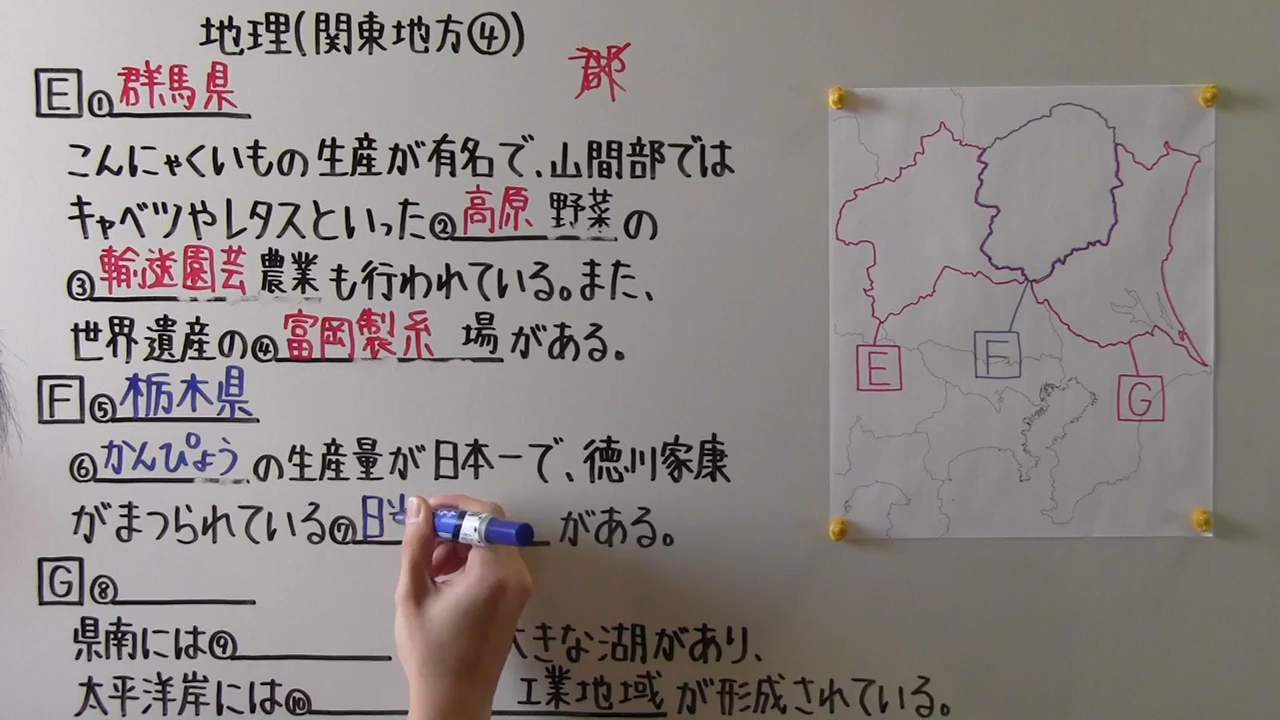 地理(関東地方④)
郡
E ①群馬県
こんにゃくいもの生産が有名で、山間部では
キャベツやレタスといった②高原 野菜の
③輸送園芸農業も行われている。また、
世界遺産の④富岡製糸 場がある。
F ⑤栃木県
⑥かんぴょうの生産量が日本一で、徳川家康
がまつられている⑦日 がある。
G ⑧
県南には⑨ 大きな湖があり、
太平洋岸には⑩ 工業地域が形成されている。
E
F
G